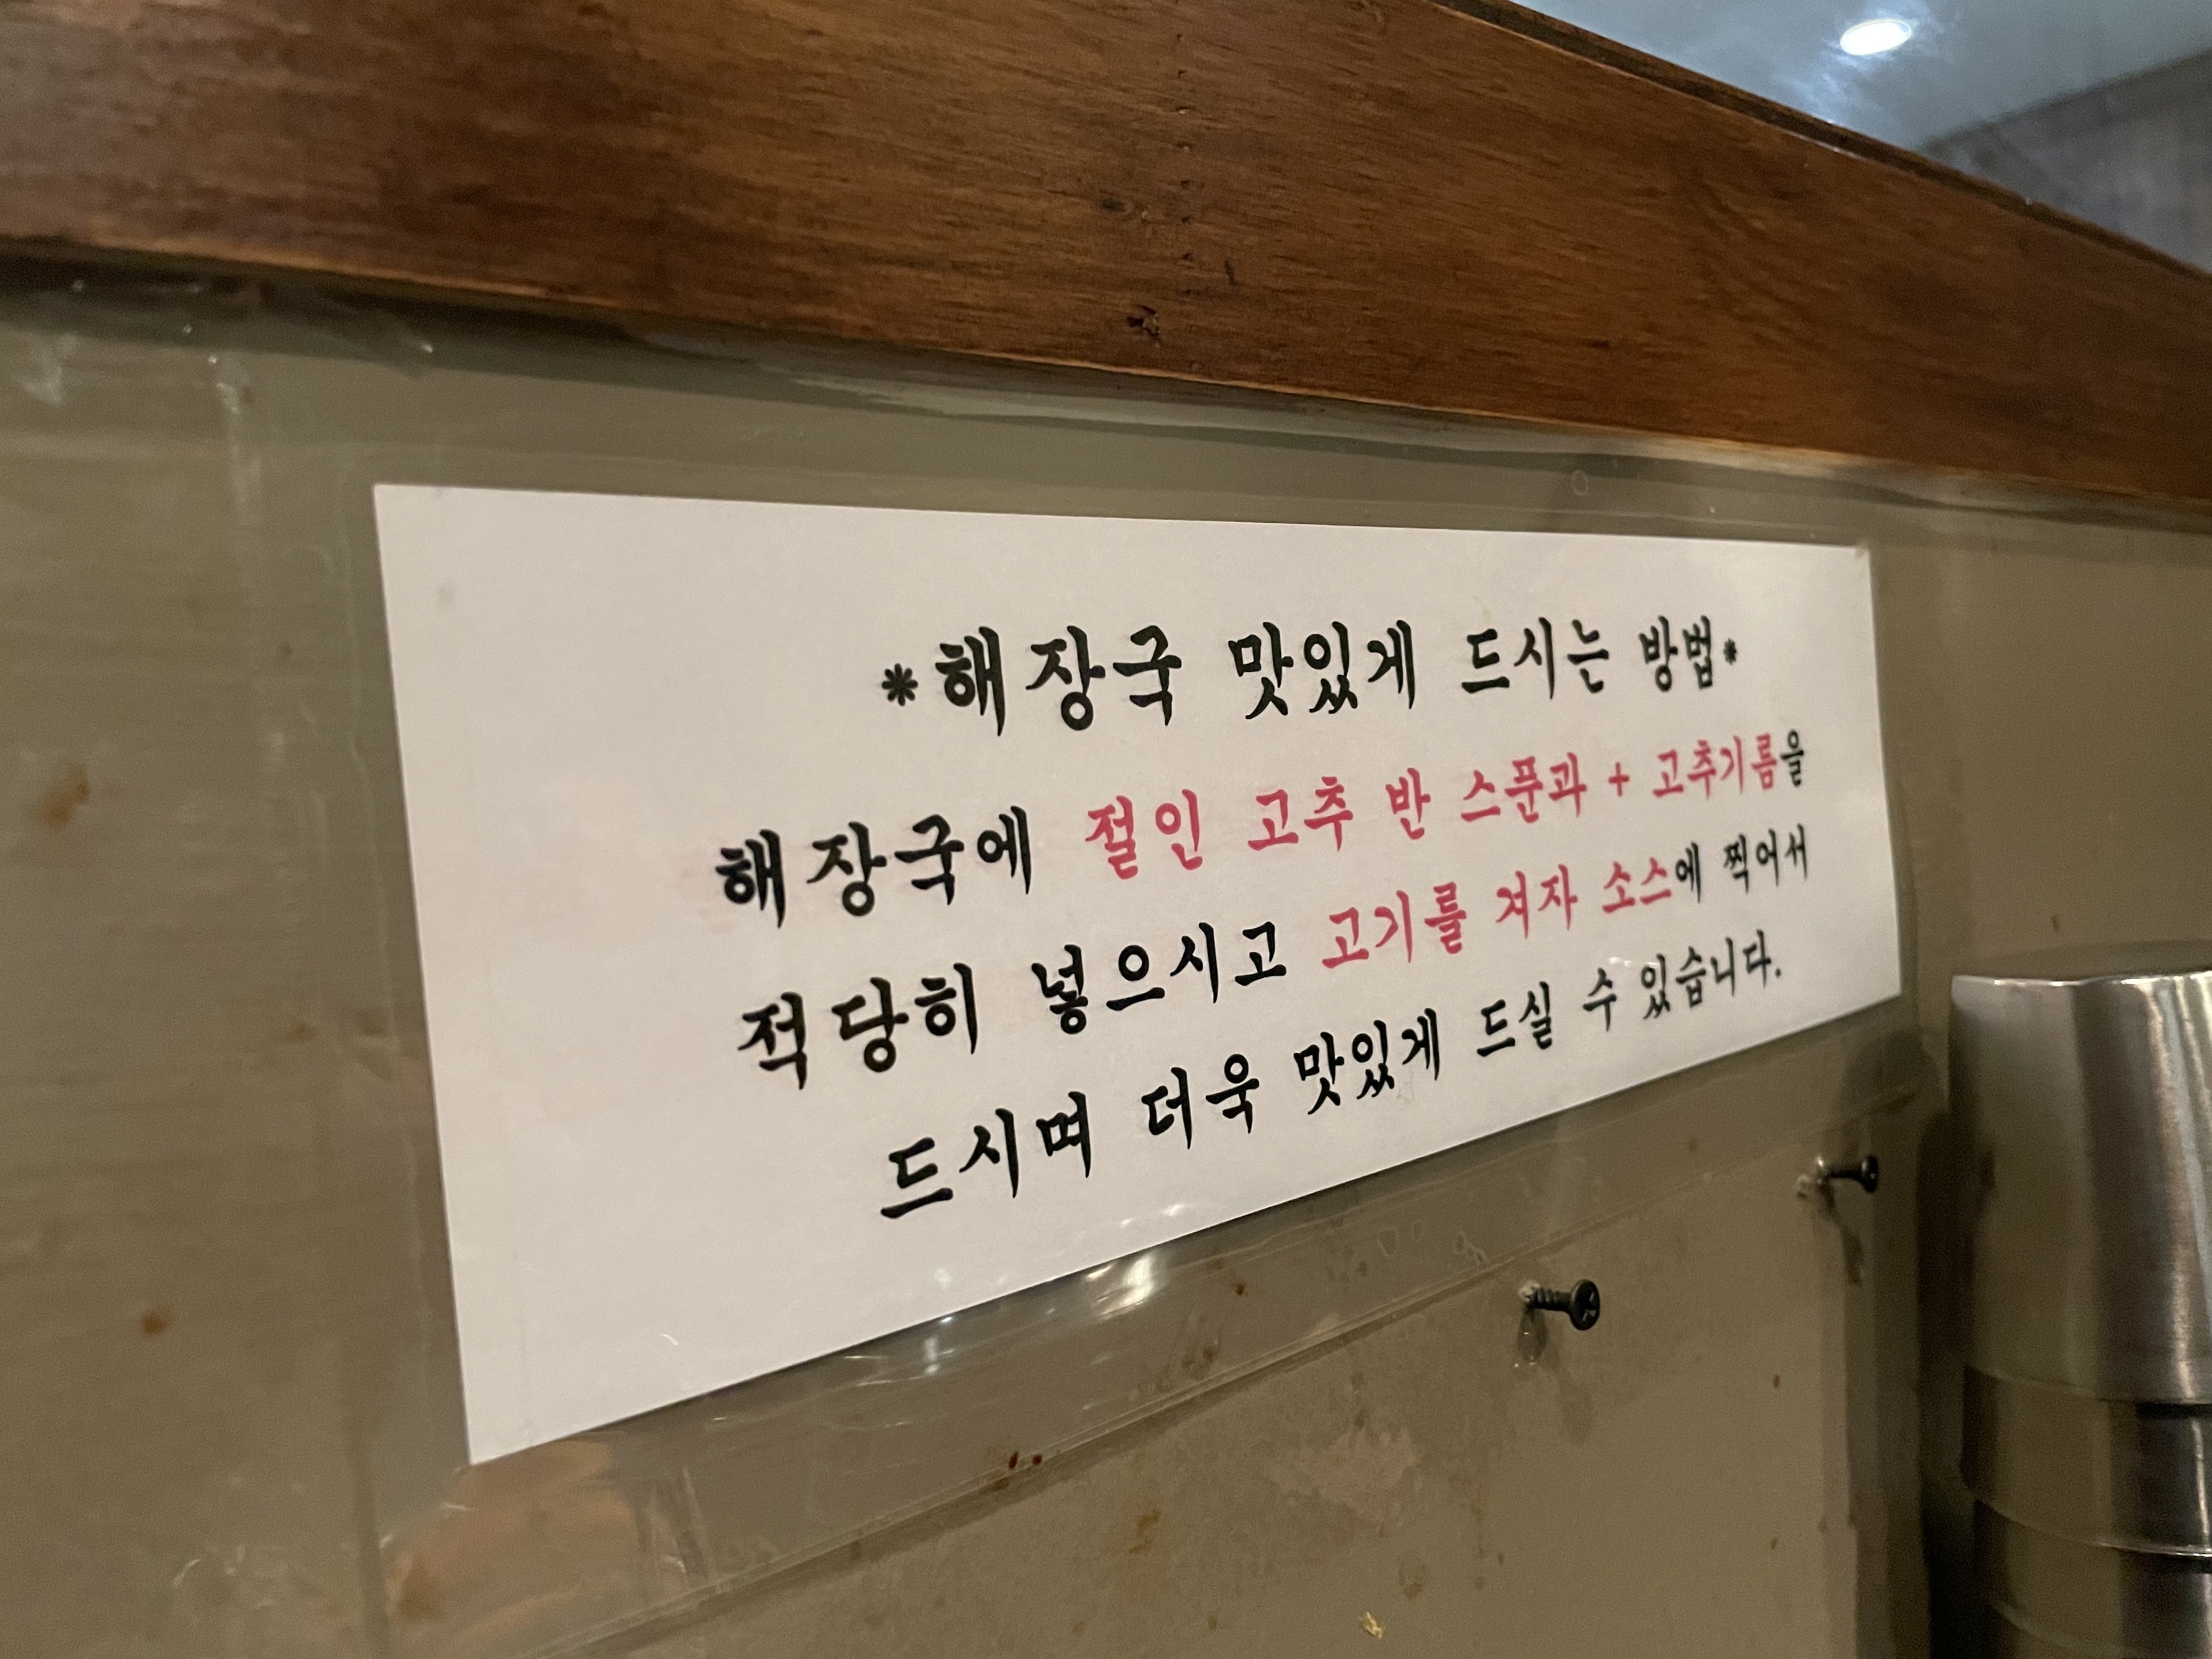 *해장국 맛있게 드시는 방법*
해장국에 절인 고추 반 스푼과 + 고추기름을
적당히 넣으시고 고기를 겨자 소스에 찍어서
드시며 더욱 맛있게 드실 수 있습니다.